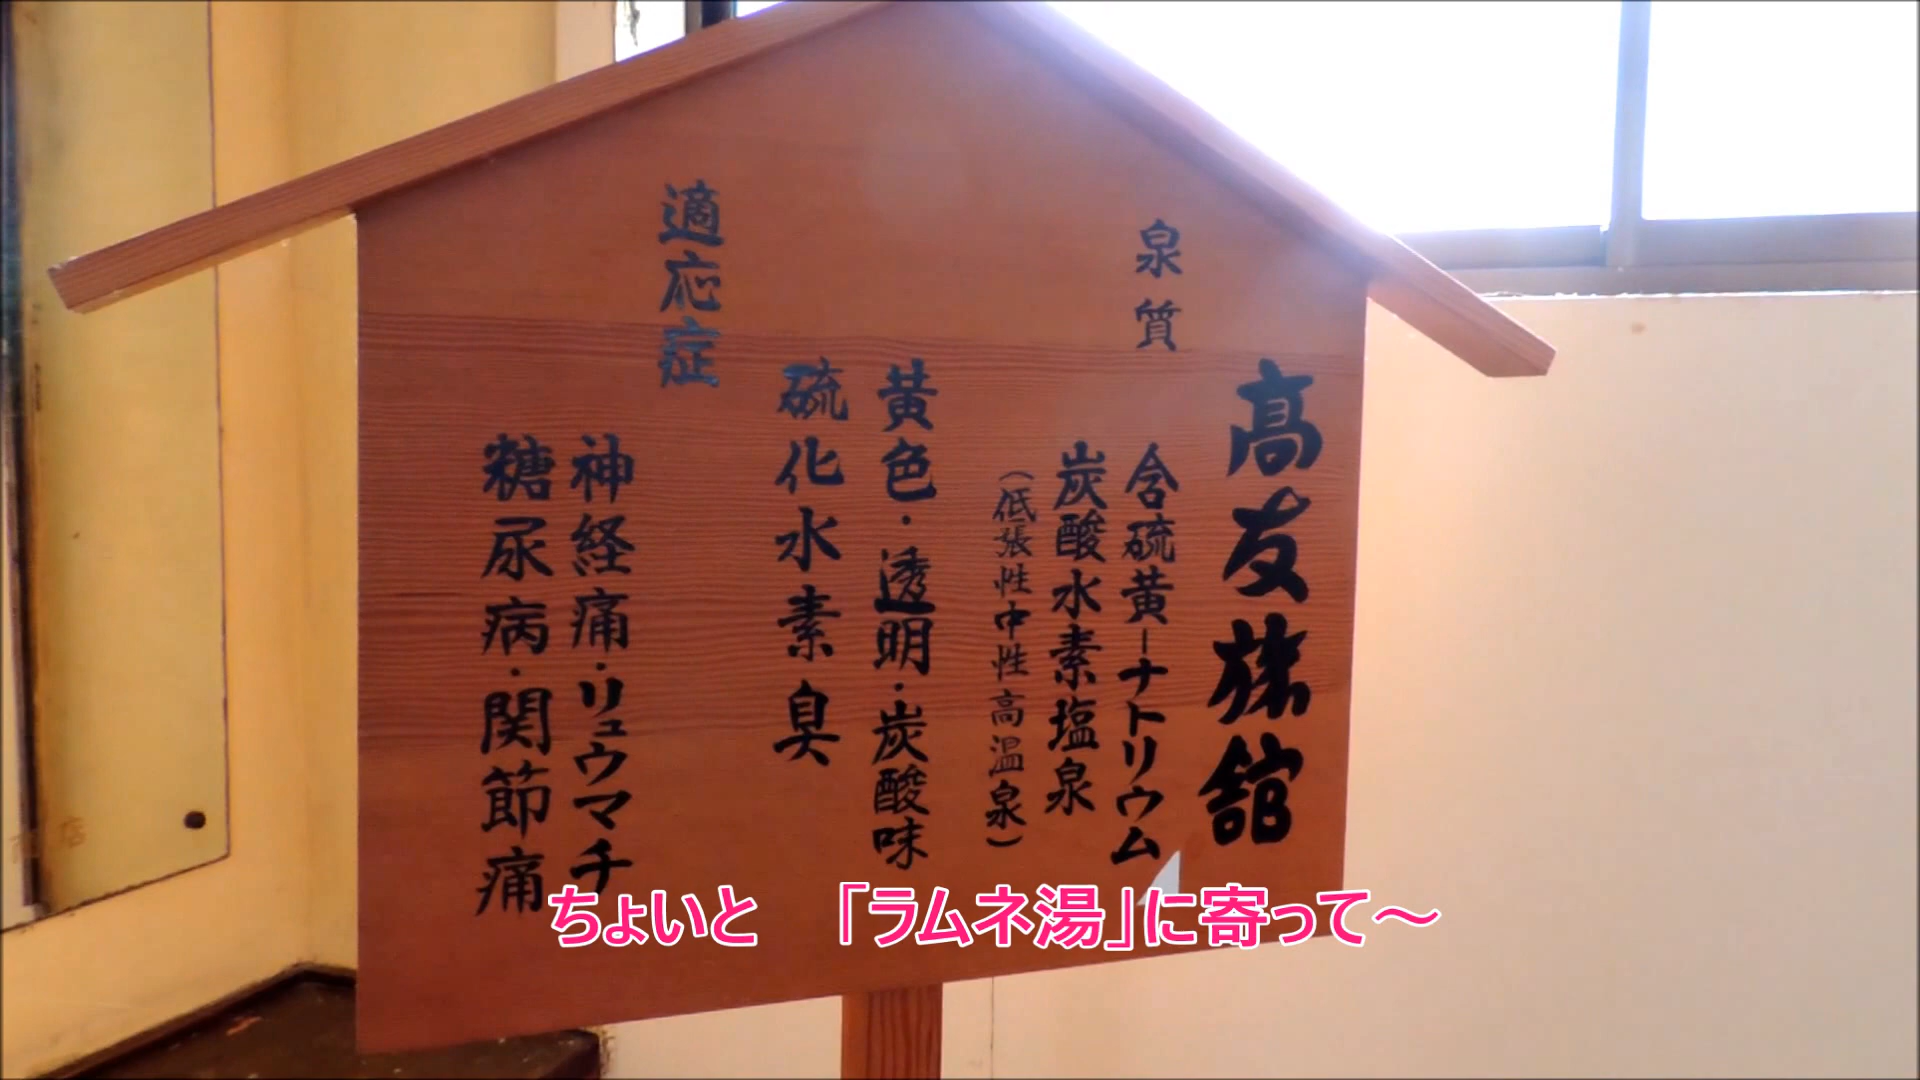 高友旅館
泉質
含硫黄ーナトリウム
炭酸水素塩泉
（低張性中性高温泉）
黄色・透明・炭酸味
硫化水素臭
適応症
神経痛・リュウマチ
糖尿病・関節痛
ちょいと　「ラムネ湯」に寄って～